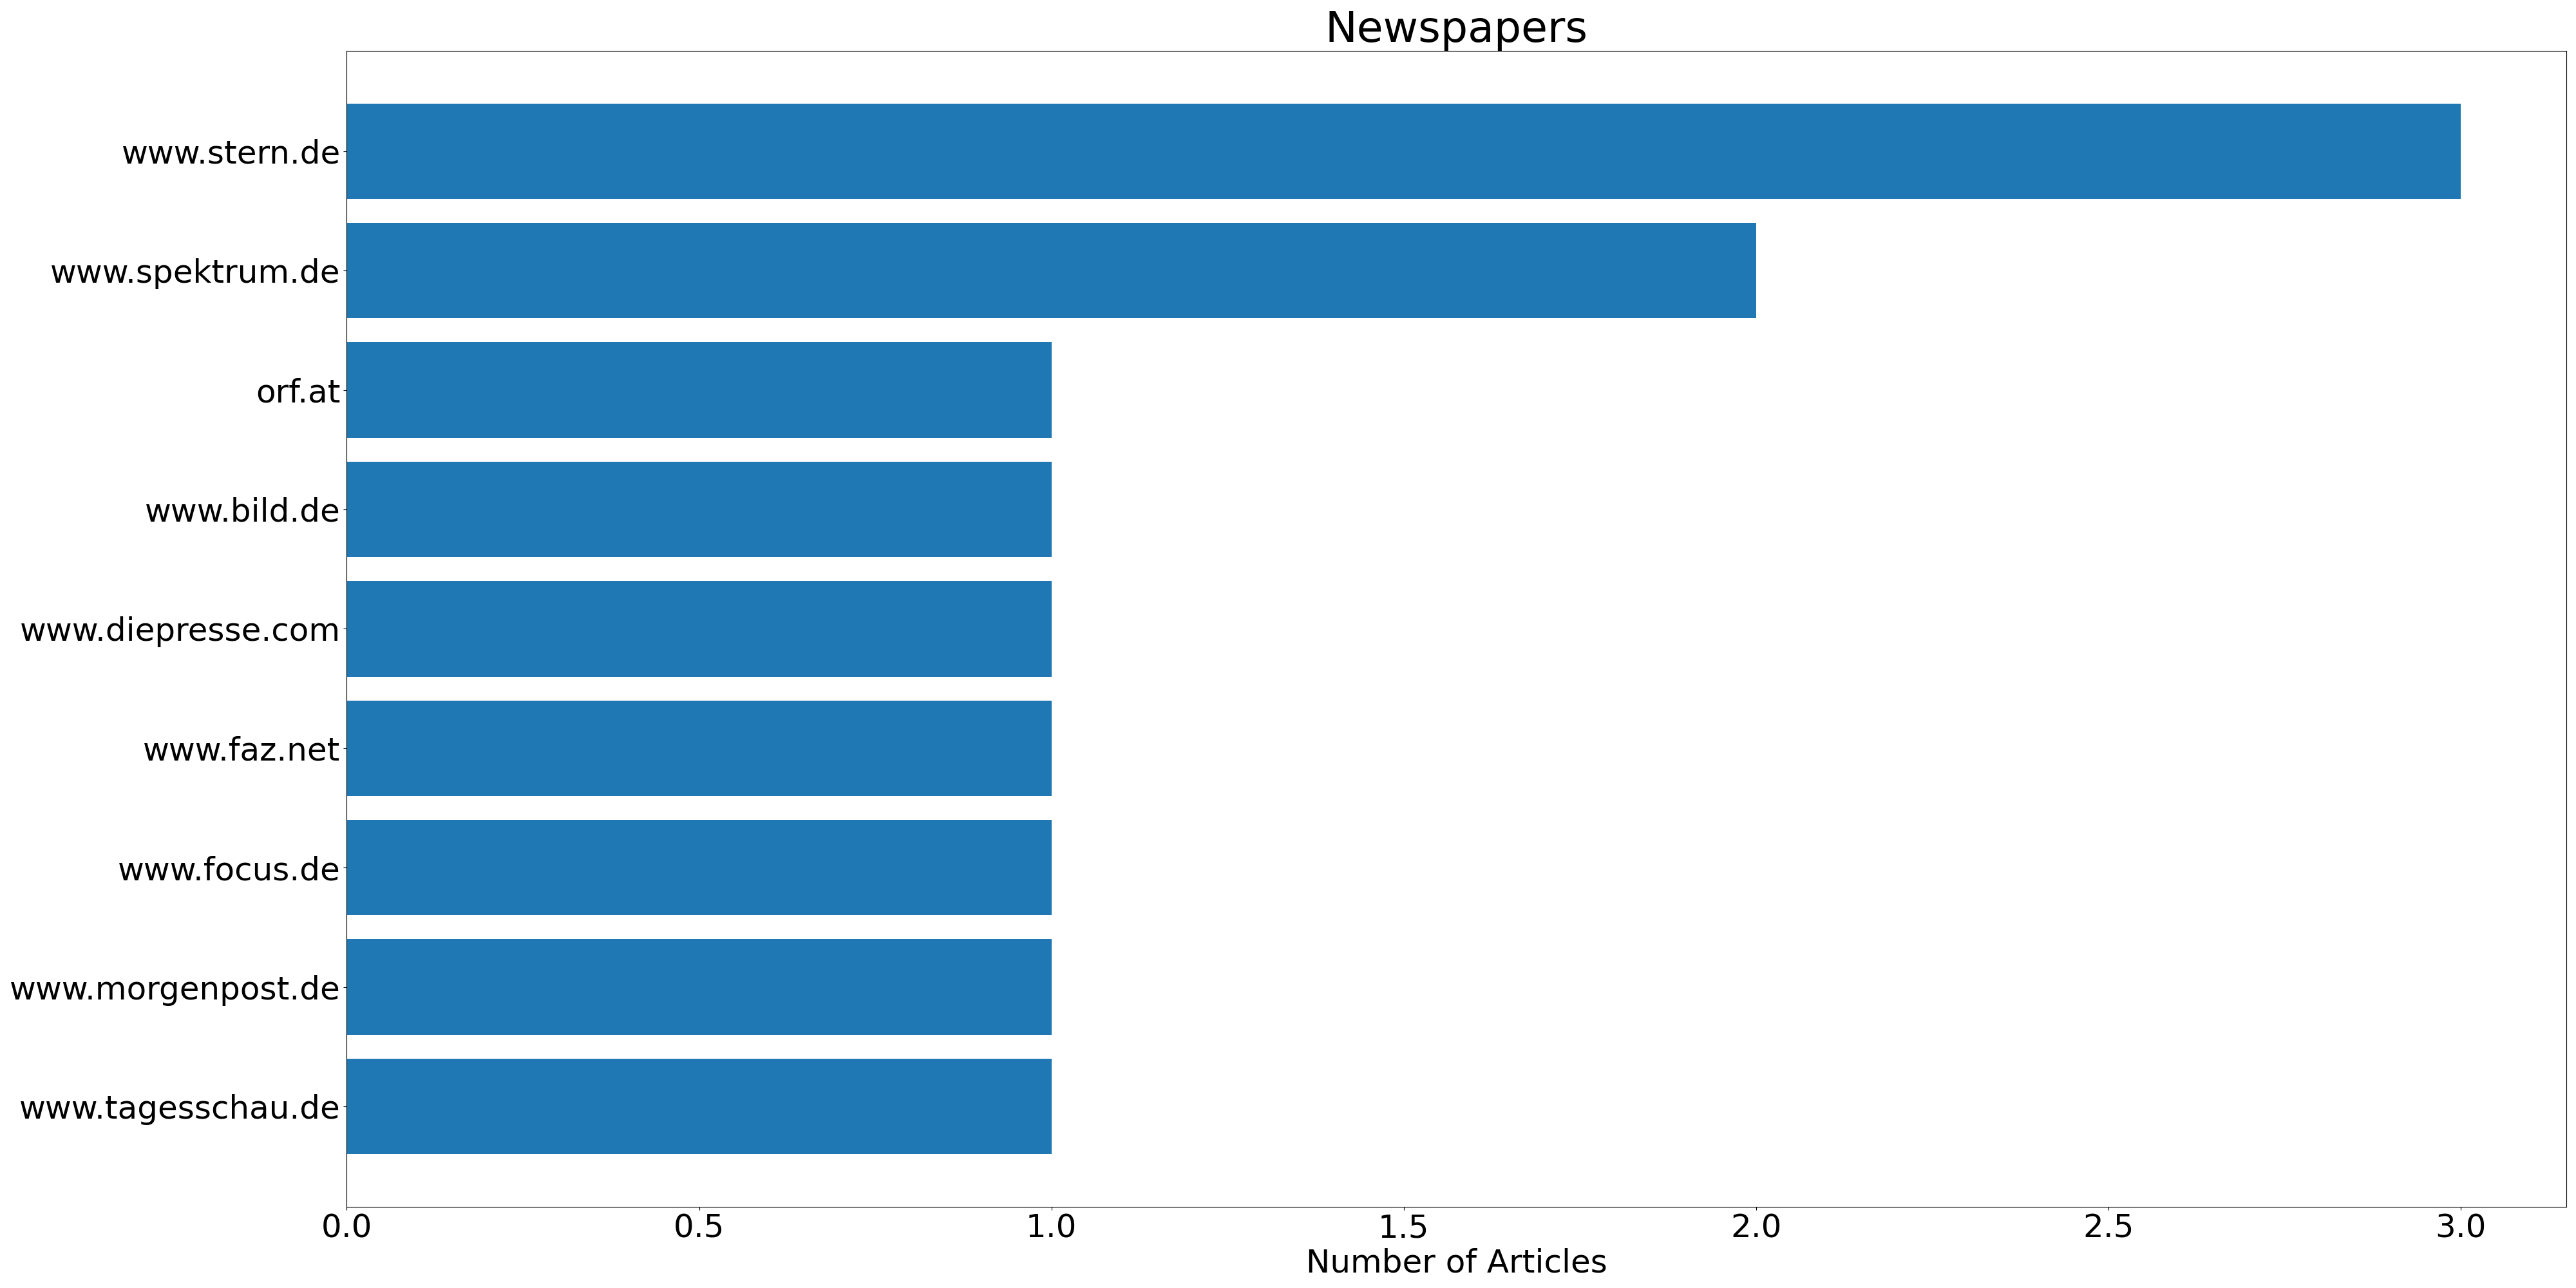 Newspapers
www.stern.de
www.spektrum.de
orf.at
www.bild.de
www.diepresse.com
www.faz.net
www.focus.de
www.morgenpost.de
www.tagesschau.de
0.0 0.5 1.0 1.5 2.0 2.5 3.0
Number of Articles